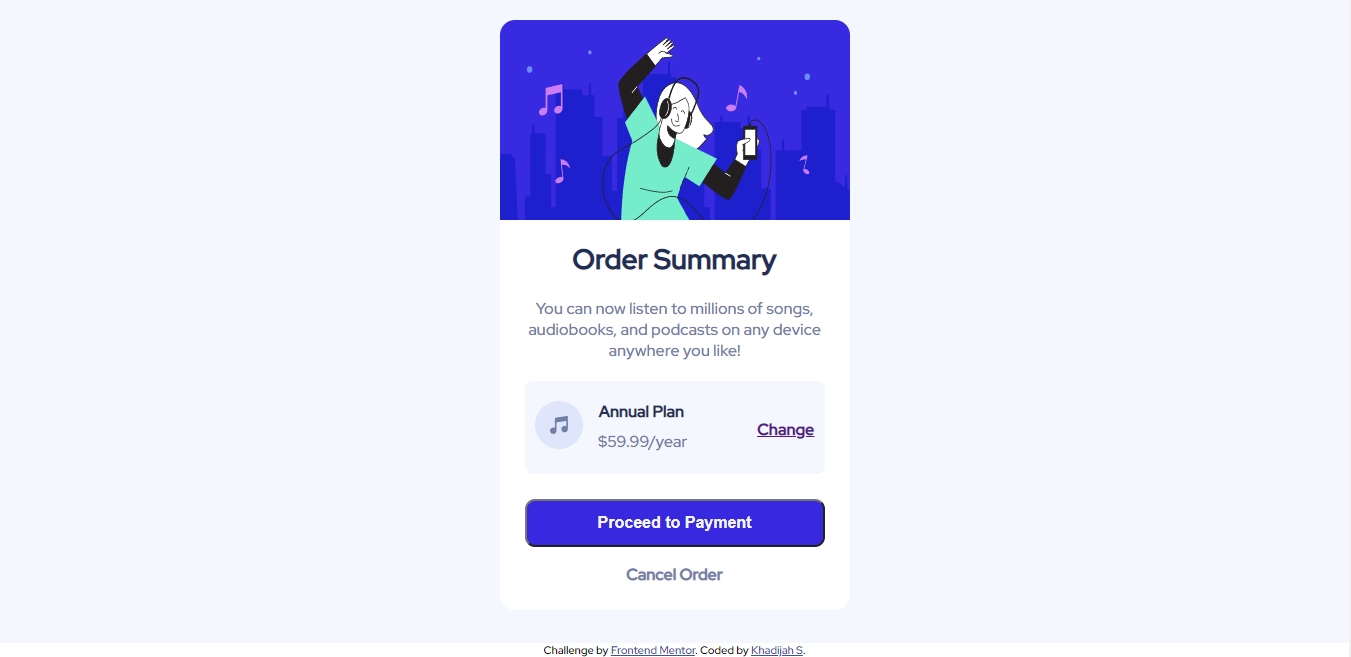 Order Summary
You can now listen to millions of songs,
audiobooks, and podcasts on any device
anywhere you like!
Annual Plan
$59.99/year
Change
Proceed to Payment
Cancel Order
Challenge by Frontend Mentor. Coded by Khadijah S.